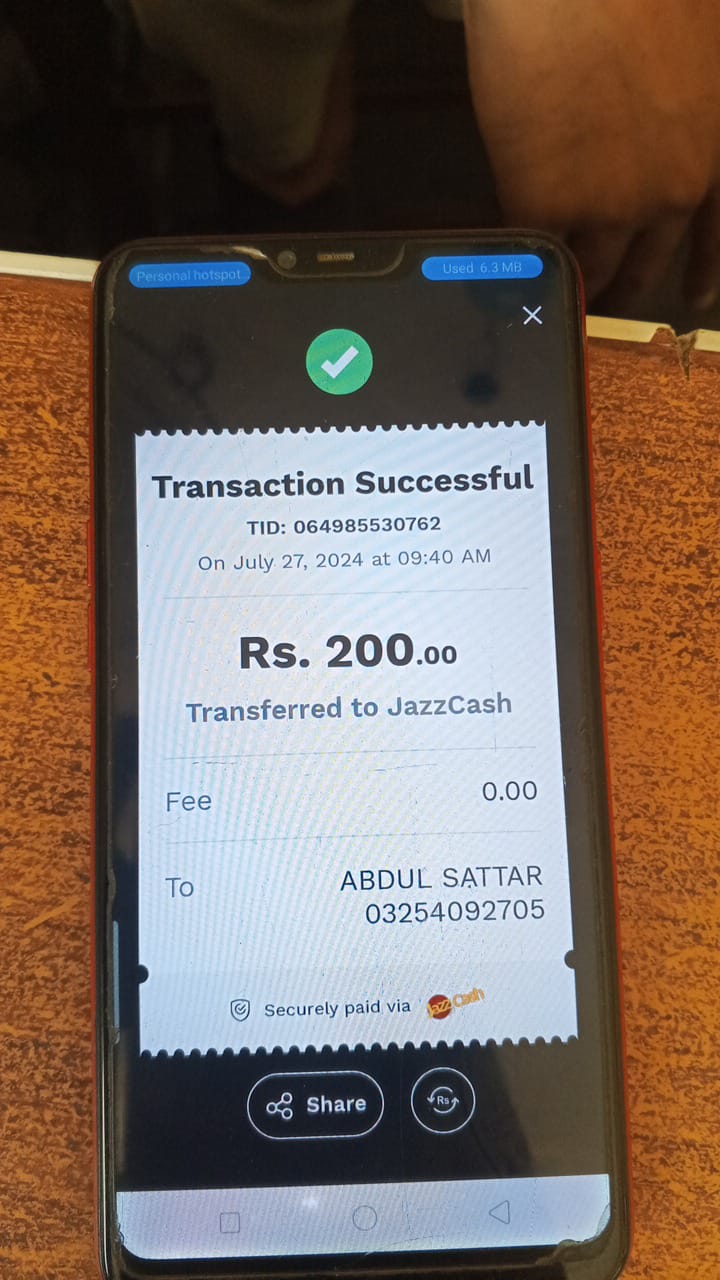 Personal hotspot..
Used 6.3 MB
Transaction Successful
TID: 064985530762
On July 27, 2024 at 09:40 AM
Rs. 200.00
Transferred to JazzCash
Fee 0.00
To ABDUL SATTAR
03254092705
Securely paid via JazzCash
Share
Rs